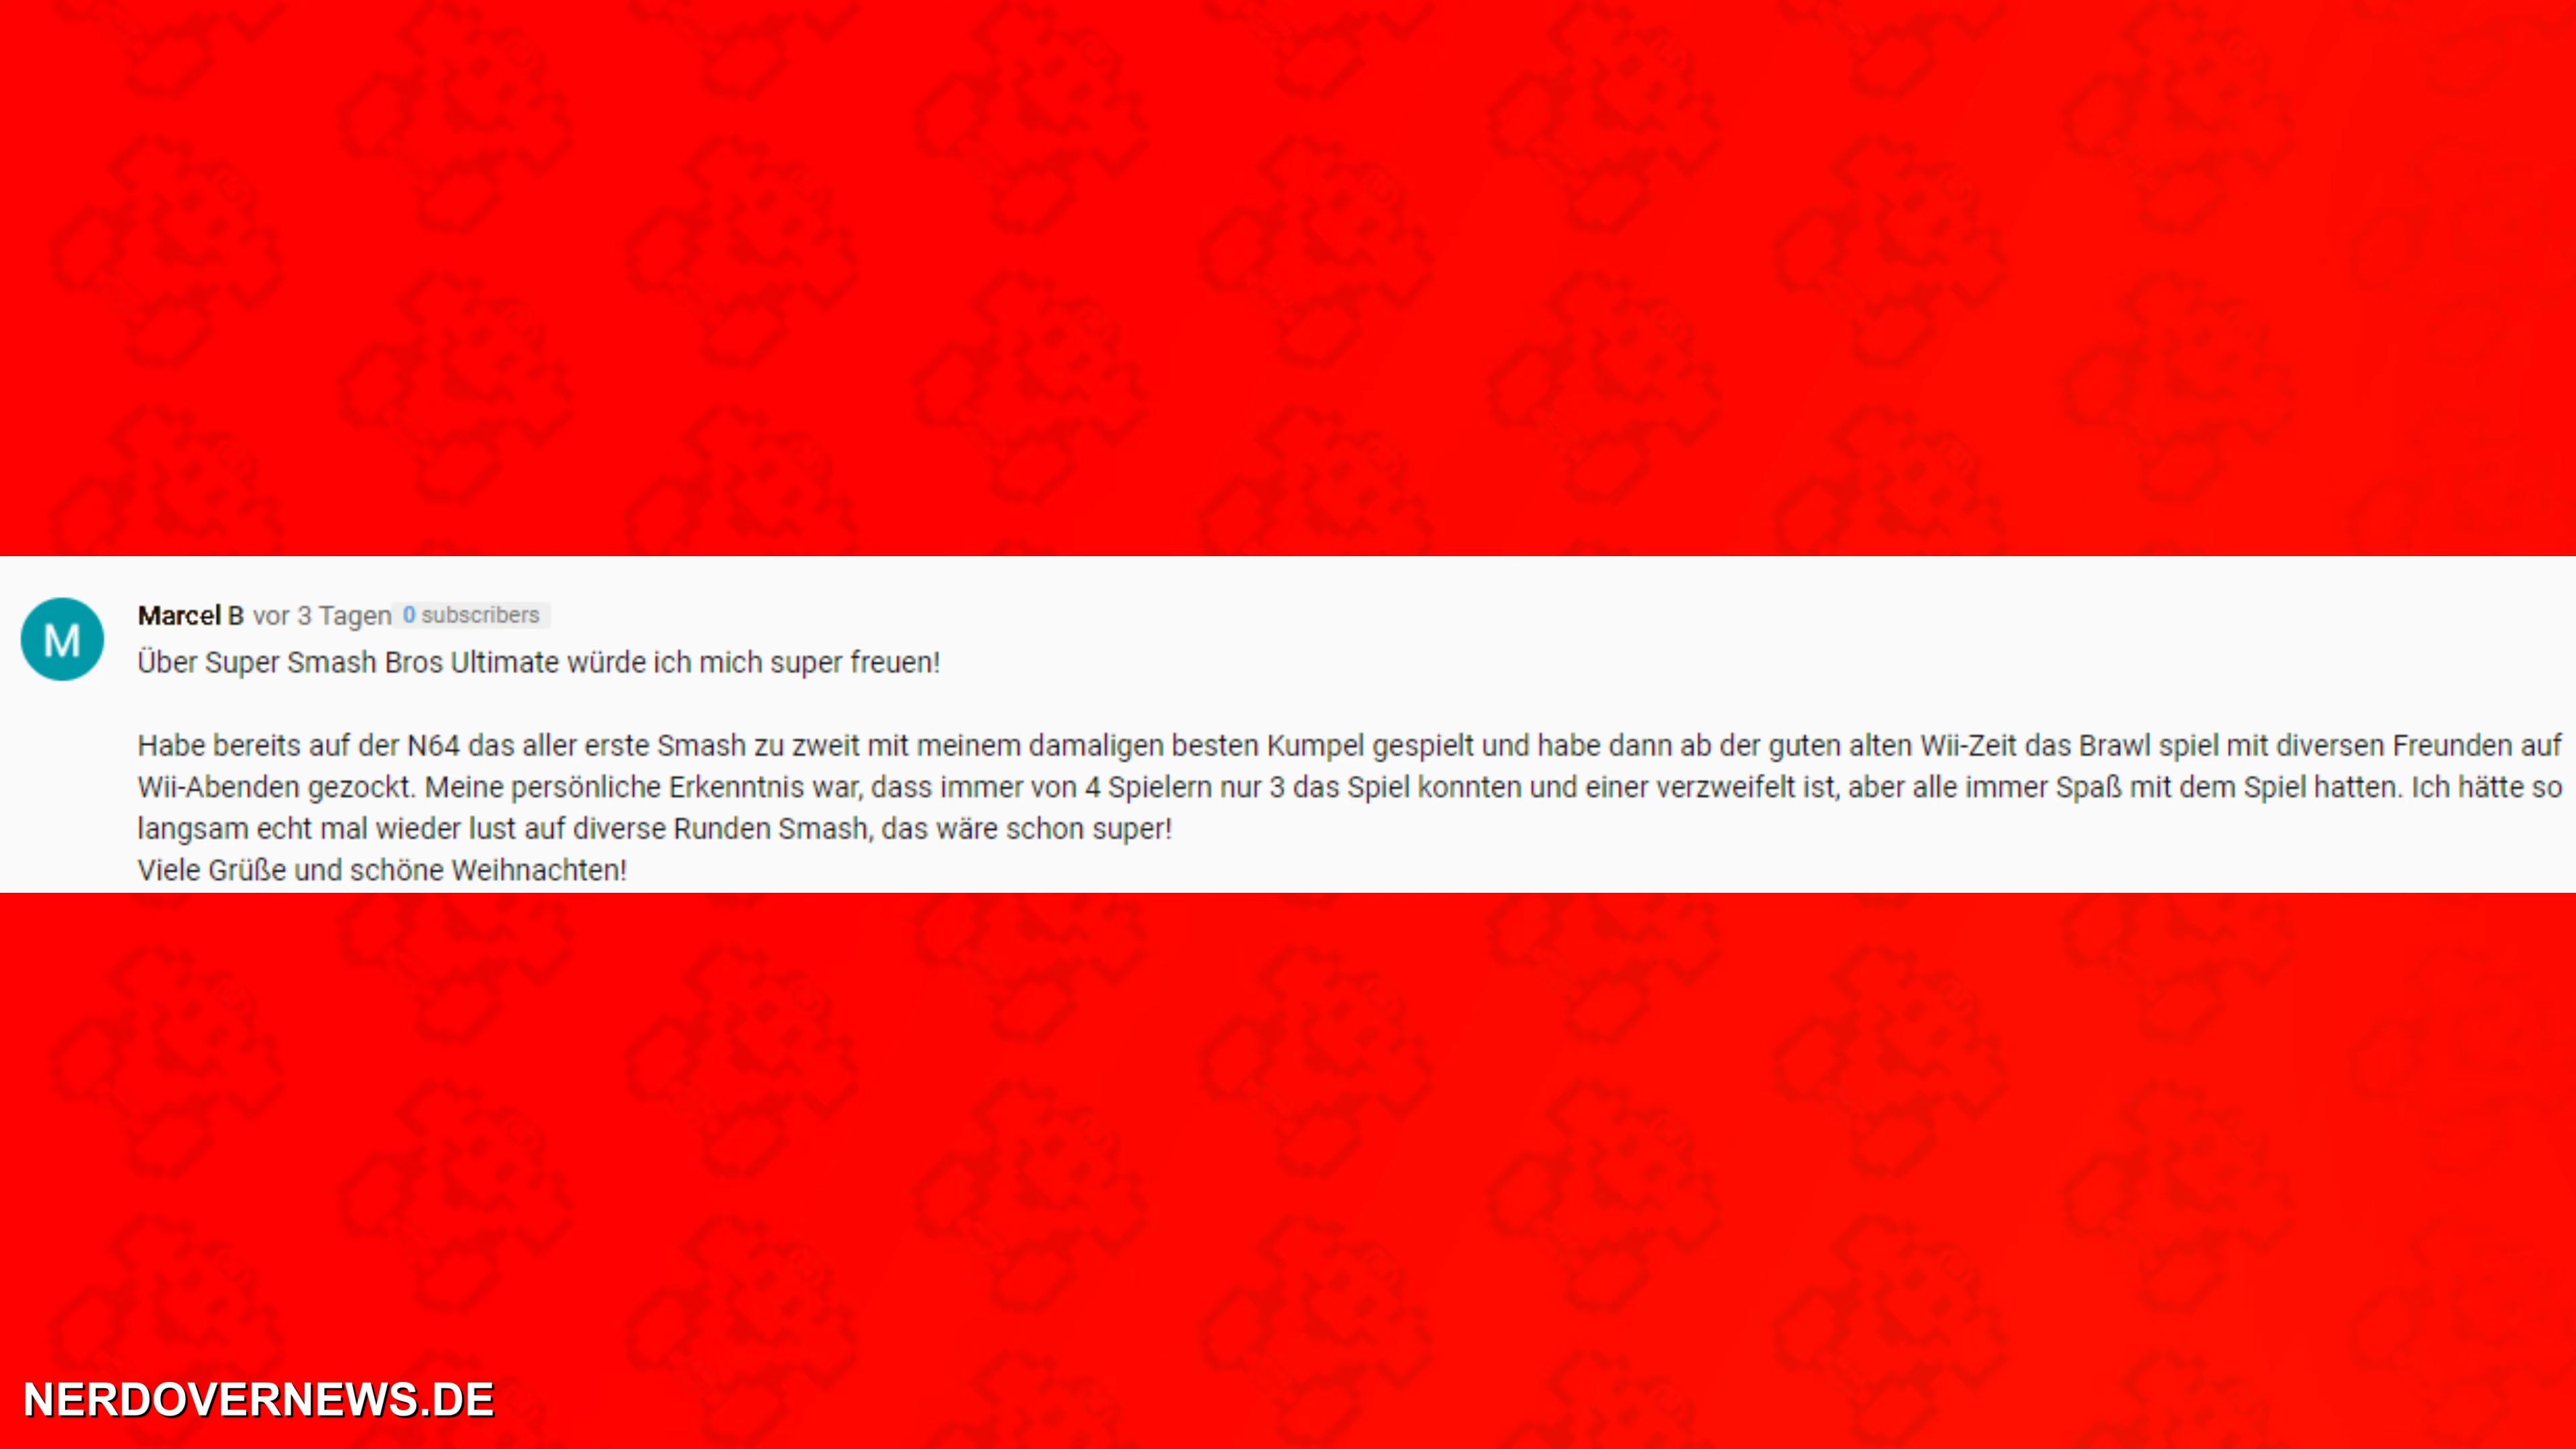 M
Marcel B vor 3 Tagen 0 subscribers
Über Super Smash Bros Ultimate würde ich mich super freuen!
Habe bereits auf der N64 das aller erste Smash zu zweit mit meinem damaligen besten Kumpel gespielt und habe dann ab der guten alten Wii-Zeit das Brawl spiel mit diversen Freunden auf
Wii-Abenden gezockt. Meine persönliche Erkenntnis war, dass immer von 4 Spielern nur 3 das Spiel konnten und einer verzweifelt ist, aber alle immer Spaß mit dem Spiel hatten. Ich hätte so
langsam echt mal wieder lust auf diverse Runden Smash, das wäre schon super!
Viele Grüße und schöne Weihnachten!
NERDOVERNEWS.DE